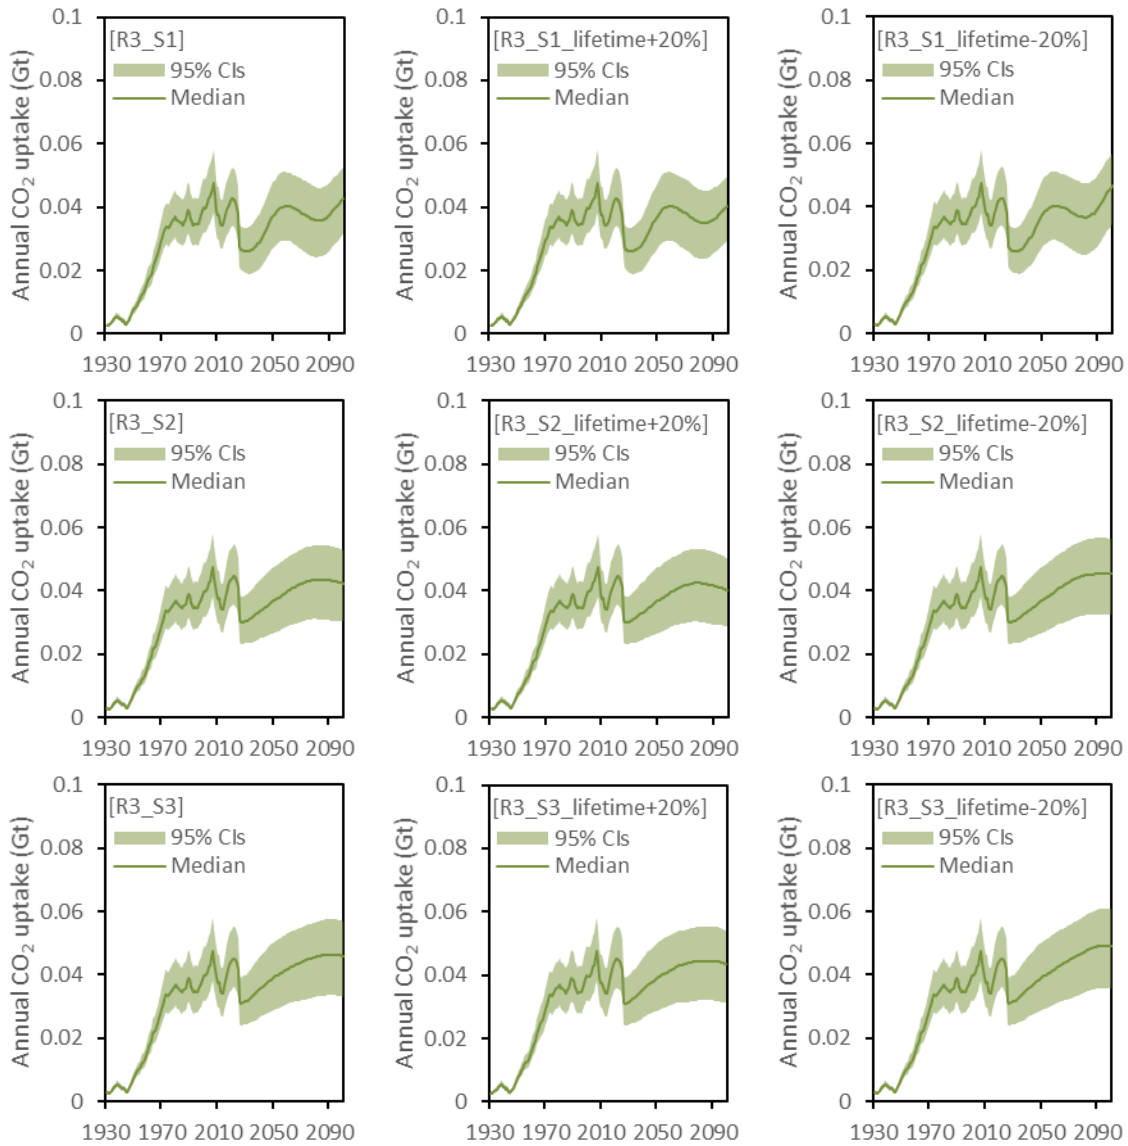 0.1
0.08
0.06
0.04
0.02
0
Annual CO₂ uptake (Gt)
[R3_S1]
95% CIs
Median
1930 1970 2010 2050 2090
0.1
0.08
0.06
0.04
0.02
0
Annual CO₂ uptake (Gt)
[R3_S1_lifetime+20%]
95% CIs
Median
1930 1970 2010 2050 2090
0.1
0.08
0.06
0.04
0.02
0
Annual CO₂ uptake (Gt)
[R3_S1_lifetime-20%]
95% CIs
Median
1930 1970 2010 2050 2090
0.1
0.08
0.06
0.04
0.02
0
Annual CO₂ uptake (Gt)
[R3_S2]
95% CIs
Median
1930 1970 2010 2050 2090
0.1
0.08
0.06
0.04
0.02
0
Annual CO₂ uptake (Gt)
[R3_S2_lifetime+20%]
95% CIs
Median
1930 1970 2010 2050 2090
0.1
0.08
0.06
0.04
0.02
0
Annual CO₂ uptake (Gt)
[R3_S2_lifetime-20%]
95% CIs
Median
1930 1970 2010 2050 2090
0.1
0.08
0.06
0.04
0.02
0
Annual CO₂ uptake (Gt)
[R3_S3]
95% CIs
Median
1930 1970 2010 2050 2090
0.1
0.08
0.06
0.04
0.02
0
Annual CO₂ uptake (Gt)
[R3_S3_lifetime+20%]
95% CIs
Median
1930 1970 2010 2050 2090
0.1
0.08
0.06
0.04
0.02
0
Annual CO₂ uptake (Gt)
[R3_S3_lifetime-20%]
95% CIs
Median
1930 1970 2010 2050 2090